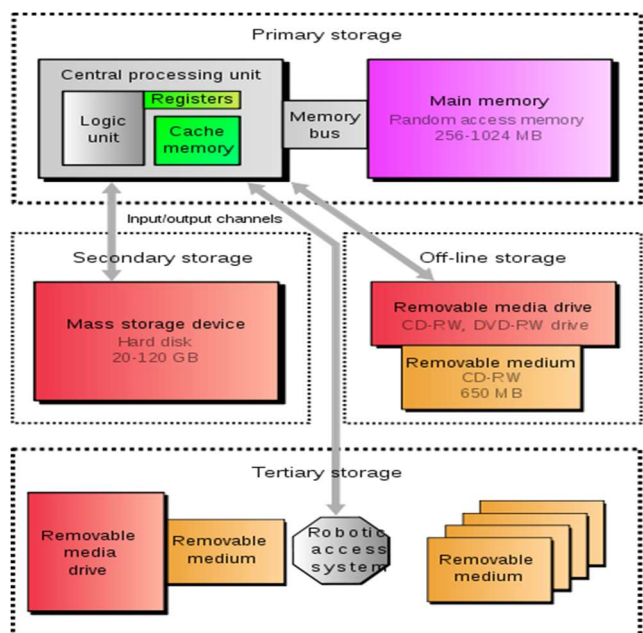 Primary storage
Central processing unit
Logic
unit
Registers
Cache
memory
Memory
bus
Main memory
Random access memory
256-1024 MB
Input/output channels
Secondary storage
Mass storage device
Hard disk
20-120 GB
Off-line storage
Removable media drive
CD-RW, DVD-RW drive
Removable medium
CD-RW
650 MB
Tertiary storage
Removable
media
drive
Removable
medium
Robotic
access
system
Removable
medium